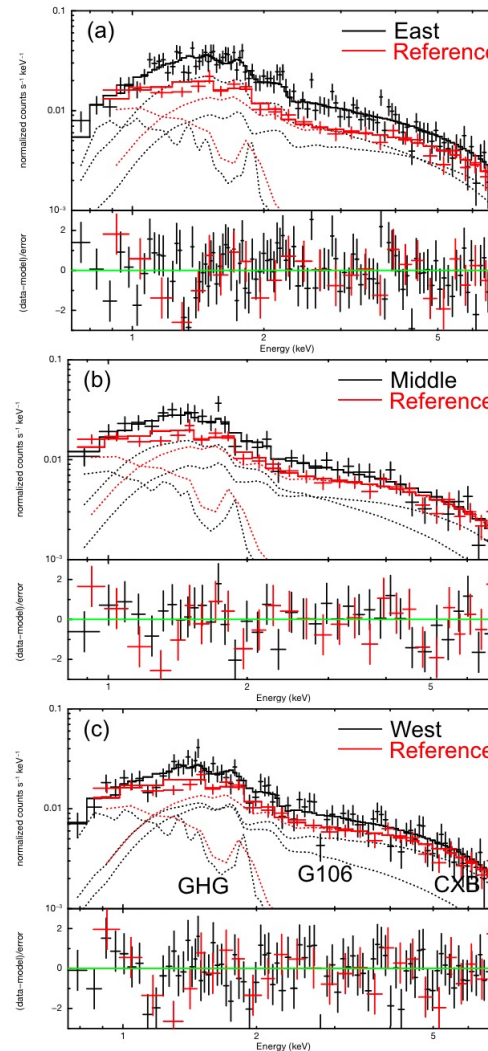 (a)
East
Reference
normalized counts s⁻¹ keV⁻¹
0.1
0.01
10⁻³
(data−model)/error
2
0
−2
1
2
5
Energy (keV)
(b)
Middle
Reference
normalized counts s⁻¹ keV⁻¹
0.1
0.01
10⁻³
(data−model)/error
2
0
−2
1
2
5
Energy (keV)
(c)
West
Reference
normalized counts s⁻¹ keV⁻¹
0.1
0.01
GHG
G106
CXB
10⁻³
(data−model)/error
2
0
−2
1
2
5
Energy (keV)